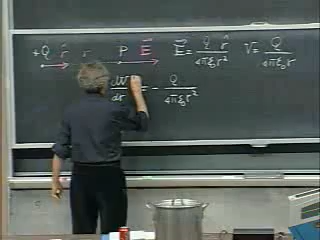 +Q r̂ r P E⃗ E⃗ = Q r̂ / 4πε₀r² V = Q / 4πε₀r
dV/dr = - Q / 4πε₀r²